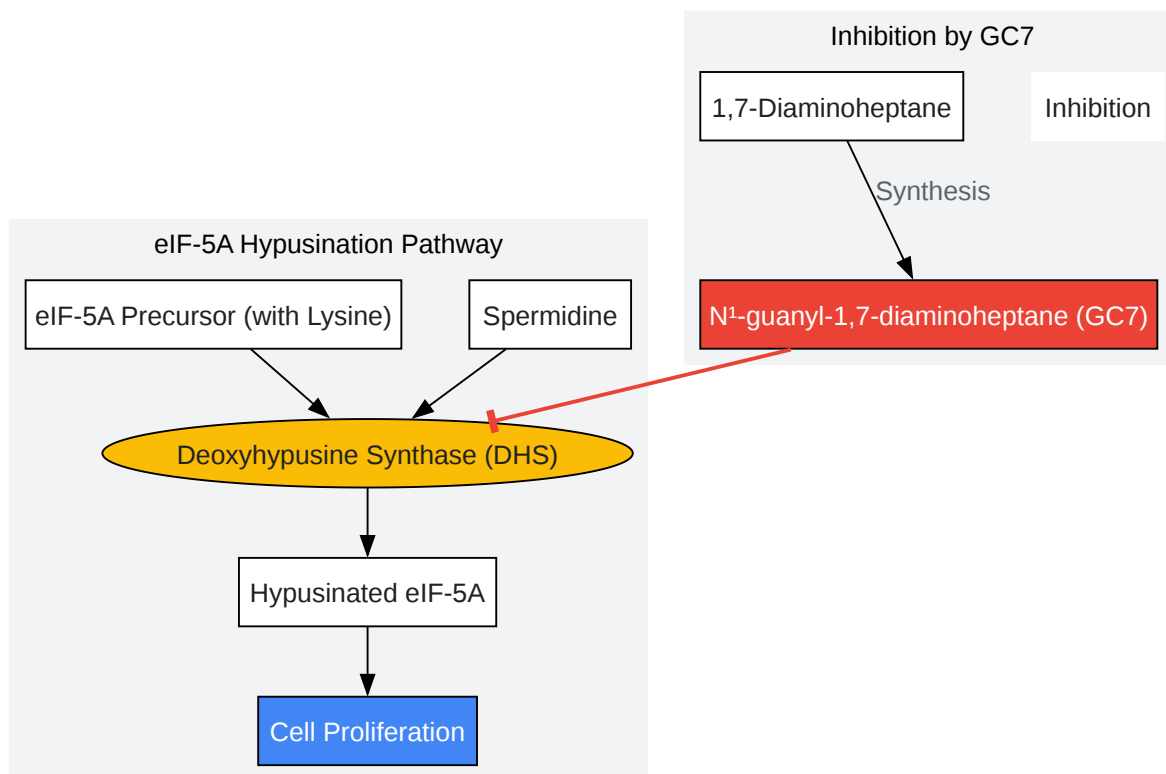 Inhibition by GC7
1,7-Diaminoheptane
Inhibition
Synthesis
N¹-guanyl-1,7-diaminoheptane (GC7)
eIF-5A Hypusination Pathway
eIF-5A Precursor (with Lysine)
Spermidine
Deoxyhypusine Synthase (DHS)
Hypusinated eIF-5A
Cell Proliferation